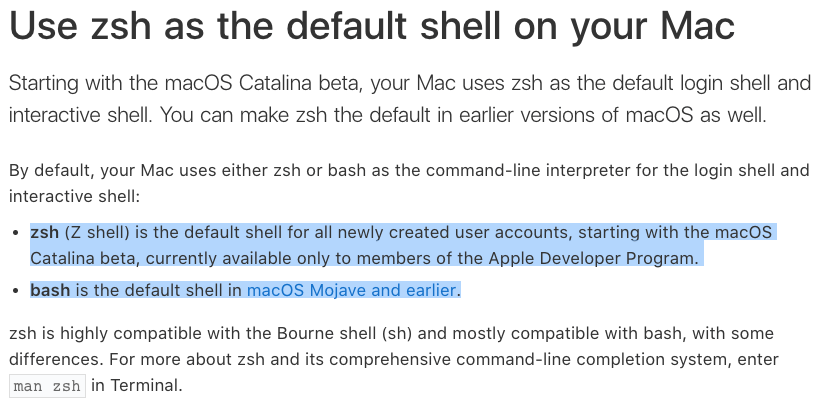 Use zsh as the default shell on your Mac
Starting with the macOS Catalina beta, your Mac uses zsh as the default login shell and
interactive shell. You can make zsh the default in earlier versions of macOS as well.
By default, your Mac uses either zsh or bash as the command-line interpreter for the login shell and
interactive shell:
• zsh (Z shell) is the default shell for all newly created user accounts, starting with the macOS
Catalina beta, currently available only to members of the Apple Developer Program.
• bash is the default shell in macOS Mojave and earlier.
zsh is highly compatible with the Bourne shell (sh) and mostly compatible with bash, with some
differences. For more about zsh and its comprehensive command-line completion system, enter
man zsh in Terminal.